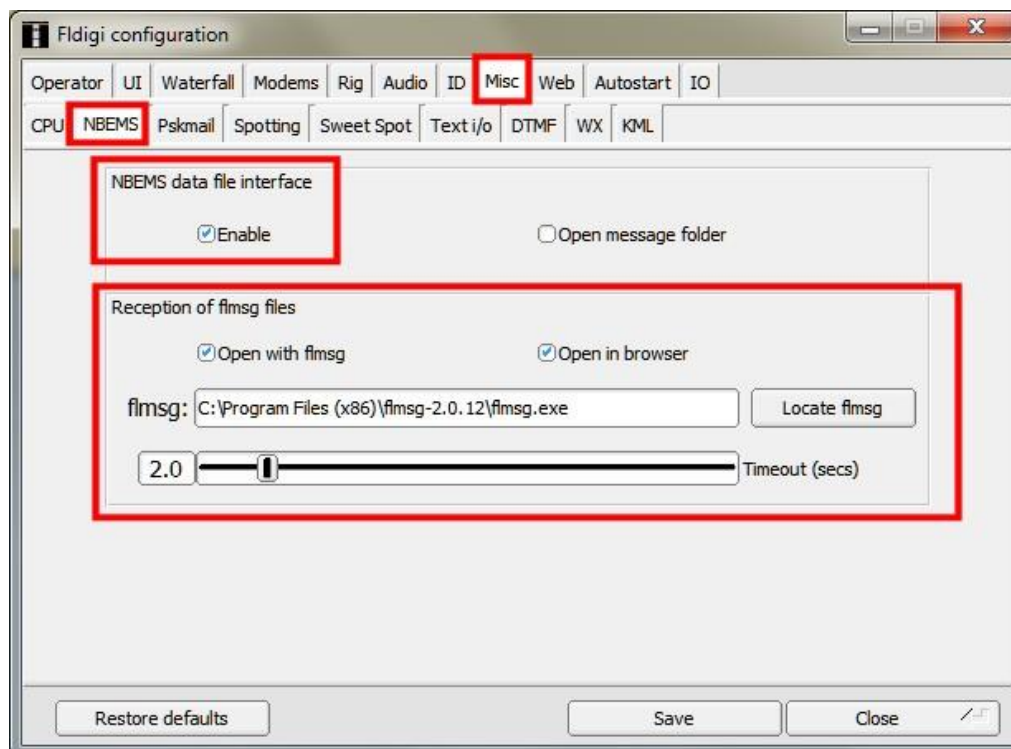 Fldigi configuration
Operator UI Waterfall Modems Rig Audio ID Misc Web Autostart IO
CPU NBEMS Pskmail Spotting Sweet Spot Text i/o DTMF WX KML
NBEMS data file interface
Enable Open message folder
Reception of flmsg files
Open with flmsg Open in browser
flmsg: C:\Program Files (x86)\flmsg-2.0.12\flmsg.exe Locate flmsg
2.0 Timeout (secs)
Restore defaults Save Close